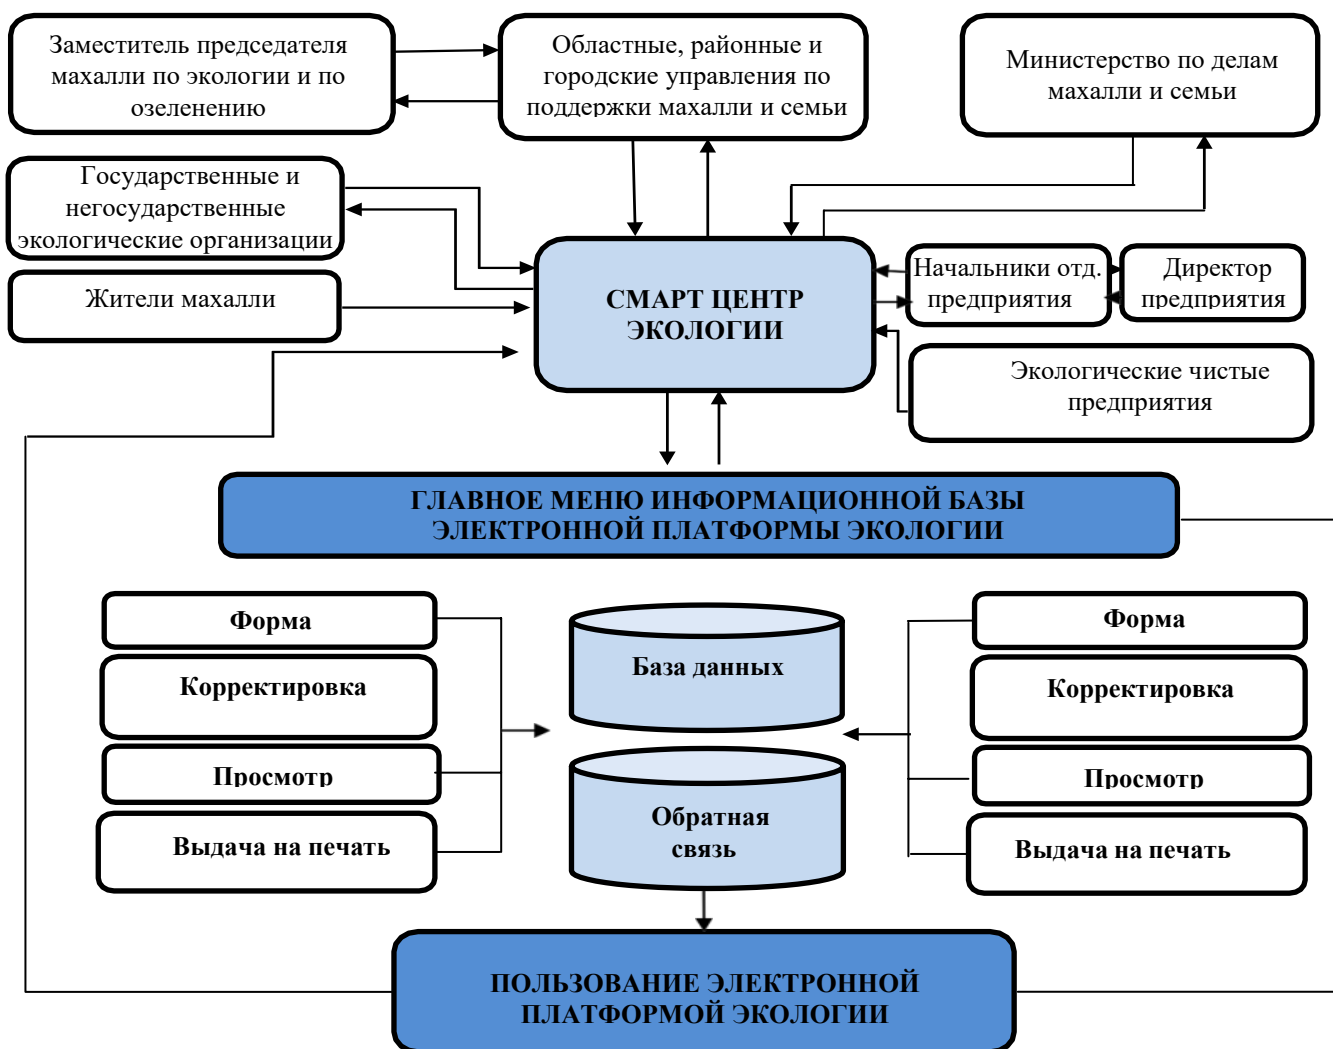 Заместитель председателя
махалли по экологии и по
озеленению
Областные, районные и
городские управления по
поддержки махалли и семьи
Министерство по делам
махалли и семьи
Государственные и
негосударственные
экологические организации
Жители махалли
СМАРТ ЦЕНТР
ЭКОЛОГИИ
Начальники отд.
предприятия
Директор
предприятия
Экологические чистые
предприятия
ГЛАВНОЕ МЕНЮ ИНФОРМАЦИОННОЙ БАЗЫ
ЭЛЕКТРОННОЙ ПЛАТФОРМЫ ЭКОЛОГИИ
Форма
Корректировка
Просмотр
Выдача на печать
База данных
Обратная
связь
Форма
Корректировка
Просмотр
Выдача на печать
ПОЛЬЗОВАНИЕ ЭЛЕКТРОННОЙ
ПЛАТФОРМОЙ ЭКОЛОГИИ